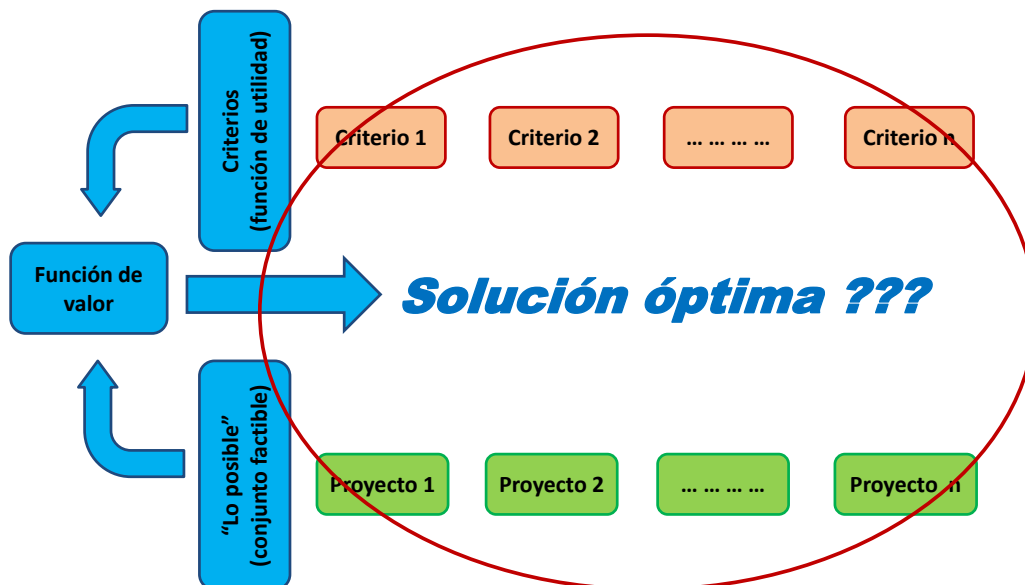 Criterios
(función de utilidad)
Criterio 1
Criterio 2
... ... ... ...
Criterio n
Función de
valor
Solución óptima ???
"Lo posible"
(conjunto factible)
Proyecto 1
Proyecto 2
... ... ... ...
Proyecto n